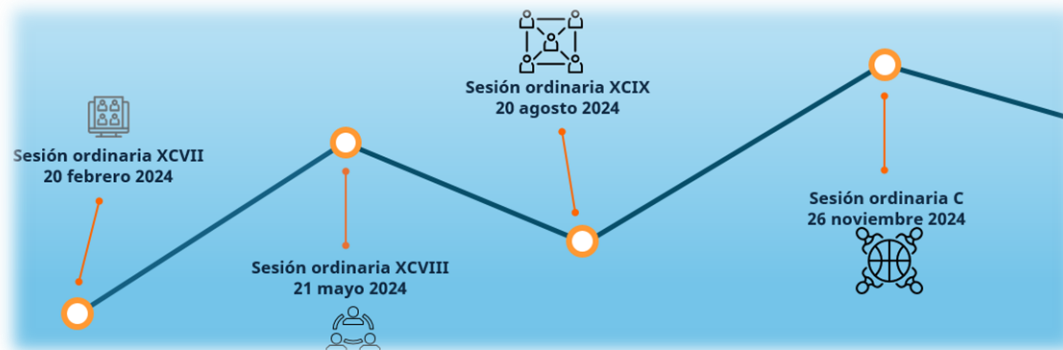 Sesión ordinaria XCVII
20 febrero 2024
Sesión ordinaria XCVIII
21 mayo 2024
Sesión ordinaria XCIX
20 agosto 2024
Sesión ordinaria C
26 noviembre 2024